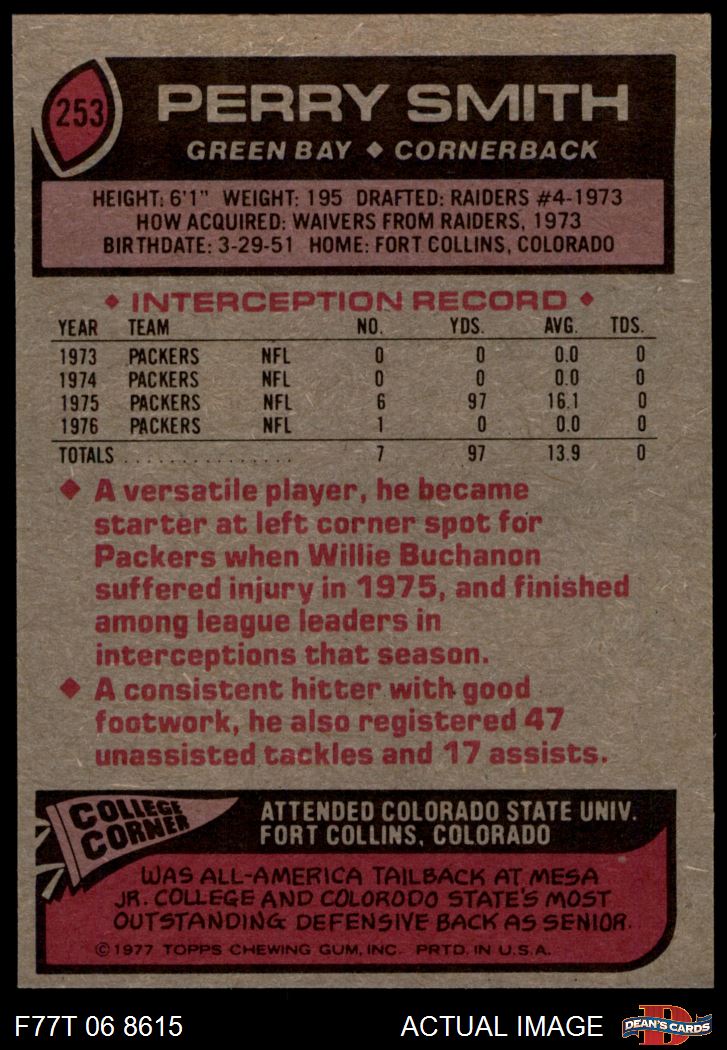 253
PERRY SMITH
GREEN BAY ◆ CORNERBACK
HEIGHT: 6'1" WEIGHT: 195 DRAFTED: RAIDERS #4-1973
HOW ACQUIRED: WAIVERS FROM RAIDERS, 1973
BIRTHDATE: 3-29-51 HOME: FORT COLLINS, COLORADO
◆ INTERCEPTION RECORD ◆
YEAR TEAM NO. YDS. AVG. TDS.
1973 PACKERS NFL 0 0 0.0 0
1974 PACKERS NFL 0 0 0.0 0
1975 PACKERS NFL 6 97 16.1 0
1976 PACKERS NFL 1 0 0.0 0
TOTALS . . . . . . . . . . . . . . . 7 97 13.9 0
◆ A versatile player, he became
starter at left corner spot for
Packers when Willie Buchanon
suffered injury in 1975, and finished
among league leaders in
interceptions that season.
◆ A consistent hitter with good
footwork, he also registered 47
unassisted tackles and 17 assists.
COLLEGE
CORNER
ATTENDED COLORADO STATE UNIV.
FORT COLLINS, COLORADO
WAS ALL-AMERICA TAILBACK AT MESA
JR. COLLEGE AND COLORODO STATE'S MOST
OUTSTANDING DEFENSIVE BACK AS SENIOR.
©1977 TOPPS CHEWING GUM, INC. PRTD. IN U.S.A.
F77T 06 8615 ACTUAL IMAGE
D
DEAN'S CARDS